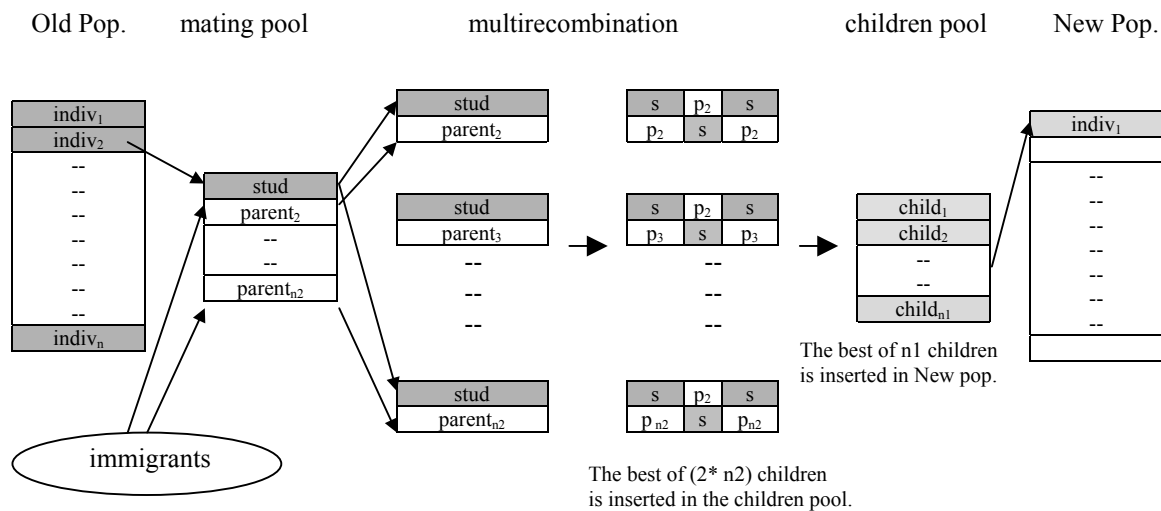 Old Pop. mating pool multirecombination children pool New Pop.
indiv₁
indiv₂
--
--
--
--
--
--
--
indivₙ
stud
parent₂
--
--
parentₙ₂
immigrants
stud
parent₂
stud
parent₃
--
--
--
stud
parentₙ₂
s p₂ s
p₂ s p₂
s p₂ s
p₃ s p₃
--
--
--
s p₂ s
pₙ₂ s pₙ₂
The best of (2* n2) children
is inserted in the children pool.
child₁
child₂
--
--
childₙ₁
The best of n1 children
is inserted in New pop.
indiv₁
--
--
--
--
--
--
--